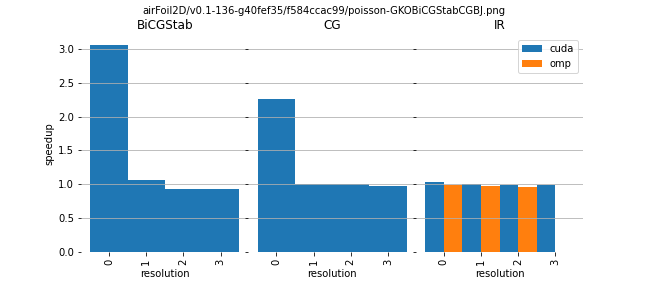 airFoil2D/v0.1-136-g40fef35/f584ccac99/poisson-GKOBiCGStabCGBJ.png
BiCGStab
CG
IR
cuda
omp
speedup
3.0
2.5
2.0
1.5
1.0
0.5
0.0
0 1 2 3
0 1 2 3
0 1 2 3
resolution
resolution
resolution